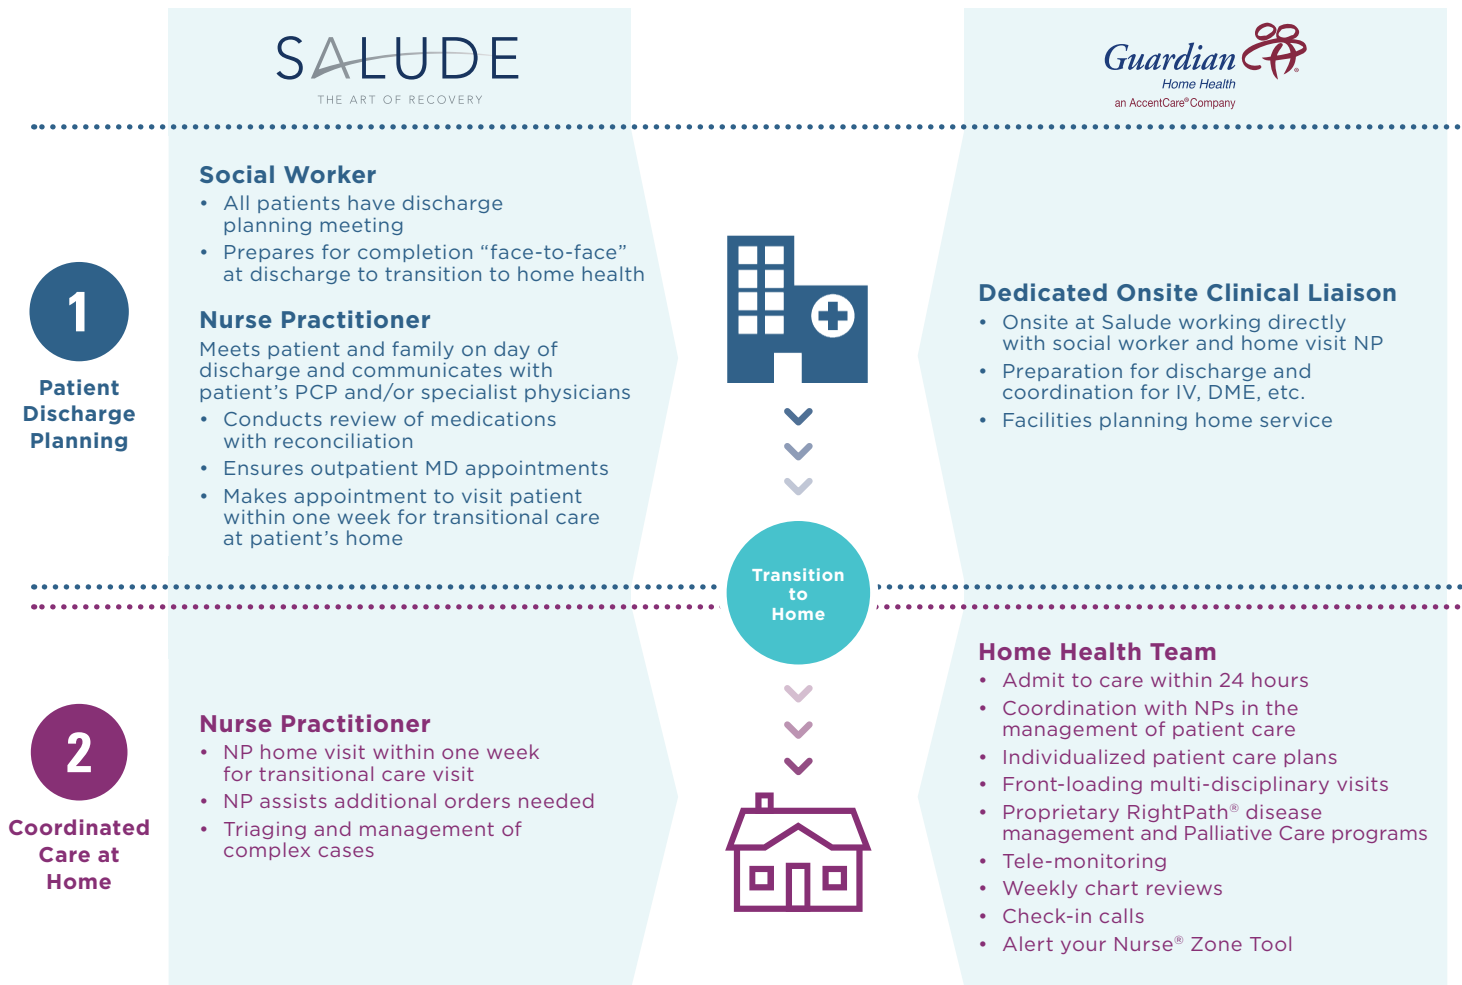 SALUDE
THE ART OF RECOVERY
Guardian
Home Health
an AccentCare® Company
1
Patient
Discharge
Planning
Social Worker
• All patients have discharge
planning meeting
• Prepares for completion “face-to-face”
at discharge to transition to home health
Nurse Practitioner
Meets patient and family on day of
discharge and communicates with
patient’s PCP and/or specialist physicians
• Conducts review of medications
with reconciliation
• Ensures outpatient MD appointments
• Makes appointment to visit patient
within one week for transitional care
at patient’s home
Dedicated Onsite Clinical Liaison
• Onsite at Salude working directly
with social worker and home visit NP
• Preparation for discharge and
coordination for IV, DME, etc.
• Facilities planning home service
Transition
to
Home
2
Coordinated
Care at
Home
Nurse Practitioner
• NP home visit within one week
for transitional care visit
• NP assists additional orders needed
• Triaging and management of
complex cases
Home Health Team
• Admit to care within 24 hours
• Coordination with NPs in the
management of patient care
• Individualized patient care plans
• Front-loading multi-disciplinary visits
• Proprietary RightPath® disease
management and Palliative Care programs
• Tele-monitoring
• Weekly chart reviews
• Check-in calls
• Alert your Nurse® Zone Tool